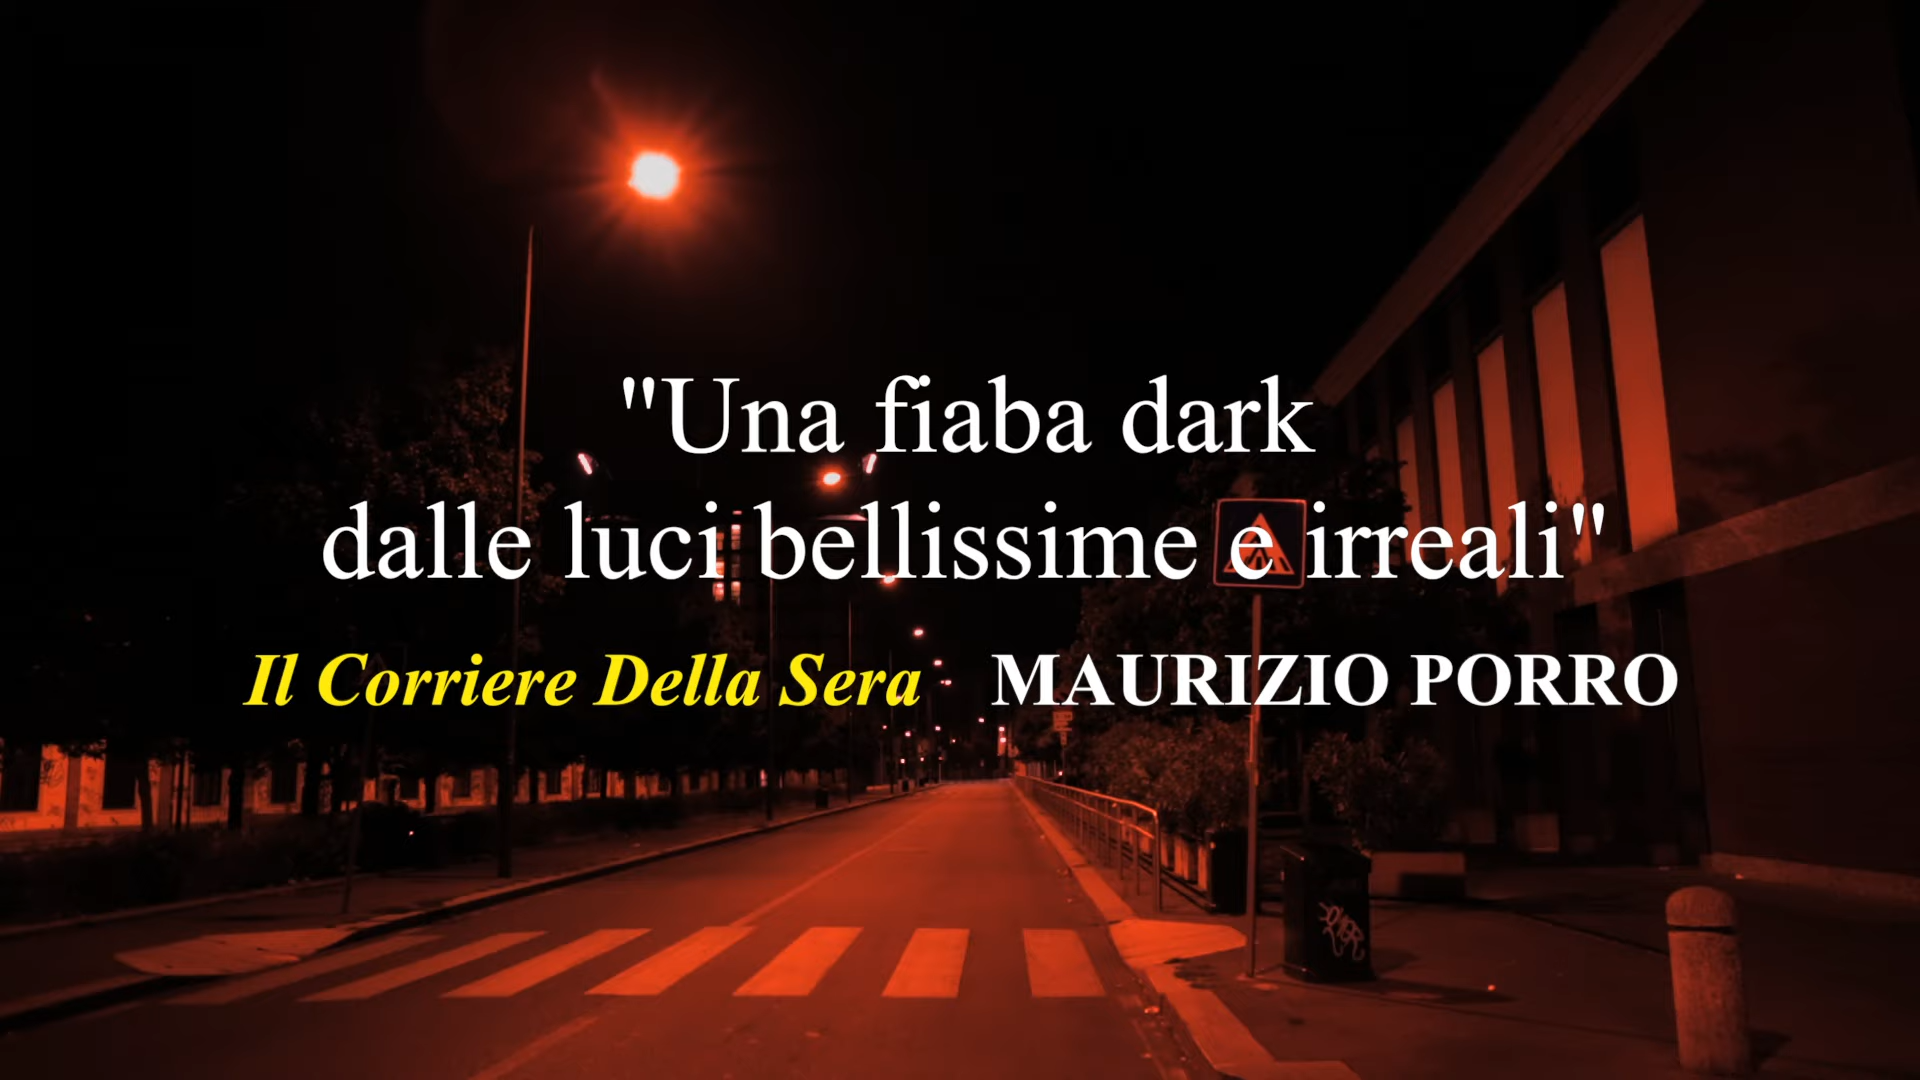 "Una fiaba dark
dalle luci bellissime e irreali"
Il Corriere Della Sera MAURIZIO PORRO